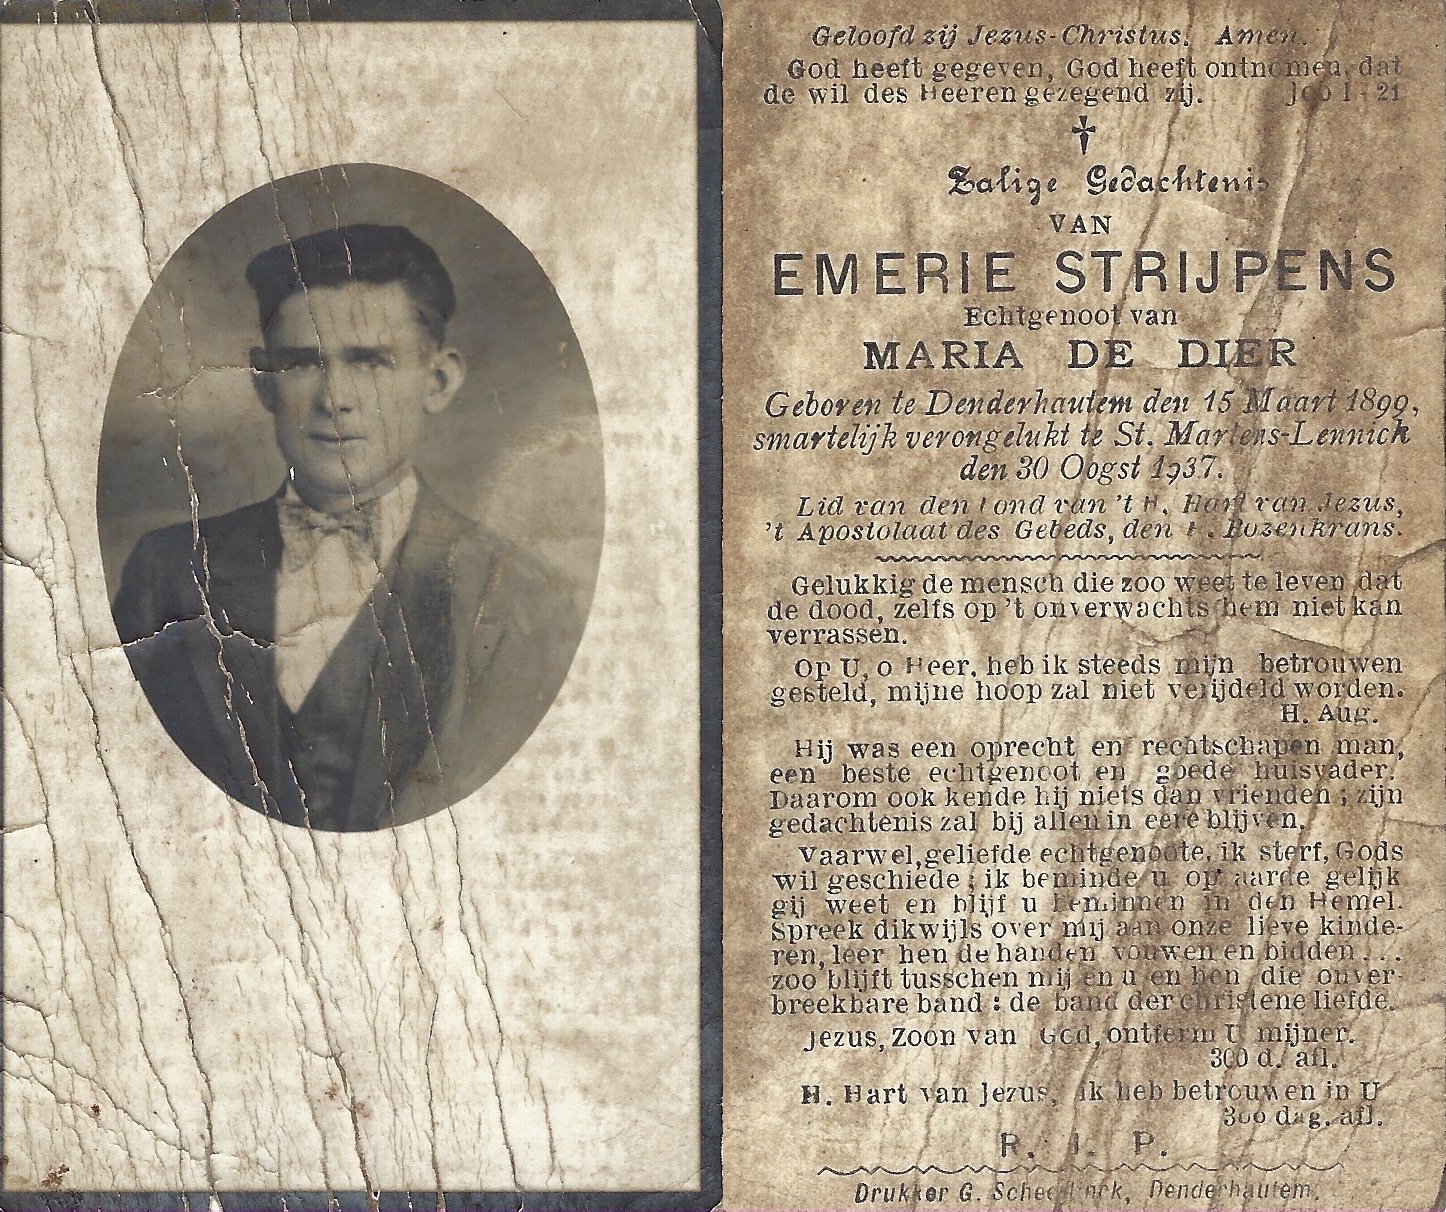 Geloofd zij Jezus-Christus. Amen.
God heeft gegeven, God heeft ontnomen, dat
de wil des Heeren gezegend zij. Job I - 21
Zalige Gedachtenis
VAN
EMERIE STRIJPENS
Echtgenoot van
MARIA DE DIER
Geboren te Denderhautem den 15 Maart 1899,
smartelijk verongelukt te St. Martens-Lennick
den 30 Oogst 1937.
Lid van den Bond van 't H. Hart van Jezus,
't Apostolaat des Gebeds, den H. Rozenkrans.
Gelukkig de mensch die zoo weet te leven dat
de dood, zelfs op 't onverwachts hem niet kan
verrassen.
Op U, o Heer, heb ik steeds mijn betrouwen
gesteld, mijne hoop zal niet verijdeld worden.
H. Aug.
Hij was een oprecht en rechtschapen man,
een beste echtgenoot en goede huisvader.
Daarom ook kende hij niets dan vrienden ; zijn
gedachtenis zal bij allen in eere blijven.
Vaarwel, geliefde echtgenoote, ik sterf, Gods
wil geschiede ; ik beminde u op aarde gelijk
gij weet en blijf u beminnen in den Hemel.
Spreek dikwijls over mij aan onze lieve kinde-
ren, leer hen de handen vouwen en bidden...
zoo blijft tusschen mij en u en hen die onver-
breekbare band : de band der christene liefde.
Jezus, Zoon van God, ontferm U mijner.
300 d. afl.
H. Hart van Jezus, ik heb betrouwen in U
300 dag. afl.
R. I. P.
Drukker G. Scheerlinck, Denderhautem.